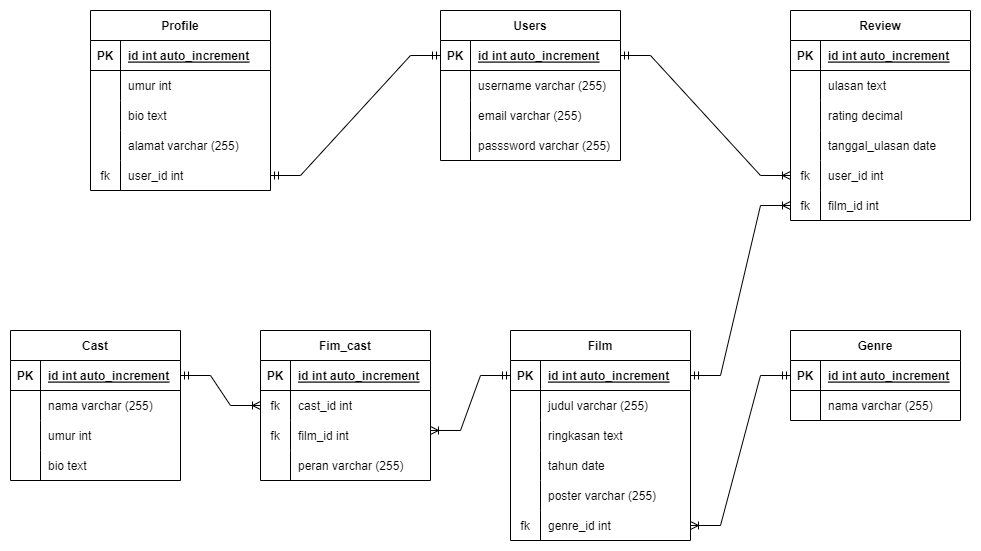 Profile
PK id int auto_increment
umur int
bio text
alamat varchar (255)
fk user_id int
Users
PK id int auto_increment
username varchar (255)
email varchar (255)
passsword varchar (255)
Review
PK id int auto_increment
ulasan text
rating decimal
tanggal_ulasan date
fk user_id int
fk film_id int
Cast
PK id int auto_increment
nama varchar (255)
umur int
bio text
Fim_cast
PK id int auto_increment
fk cast_id int
fk film_id int
peran varchar (255)
Film
PK id int auto_increment
judul varchar (255)
ringkasan text
tahun date
poster varchar (255)
fk genre_id int
Genre
PK id int auto_increment
nama varchar (255)